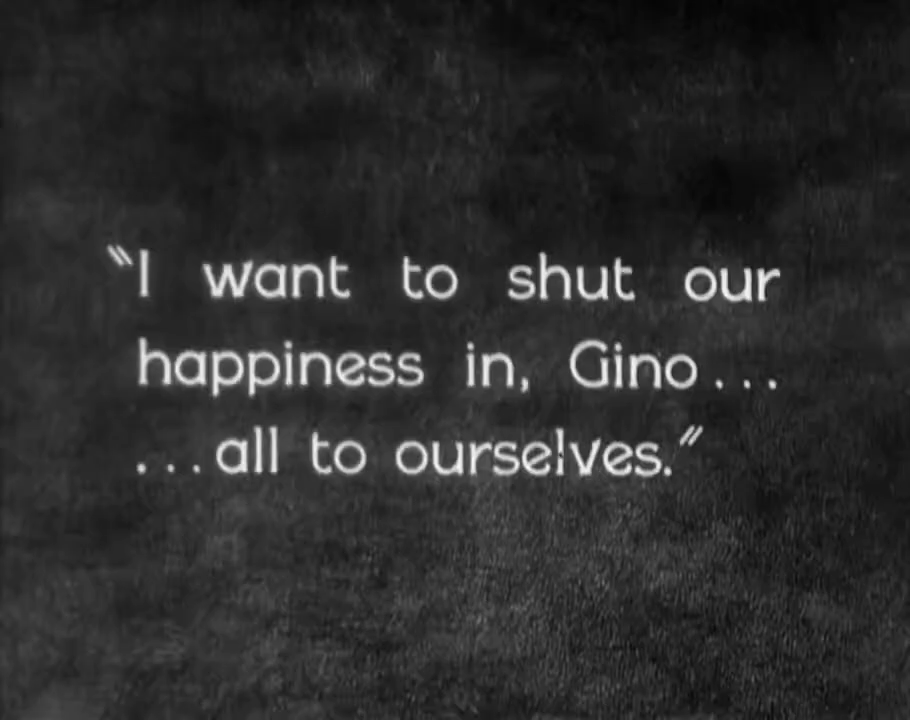 "I want to shut our
happiness in, Gino...
...all to ourselves."